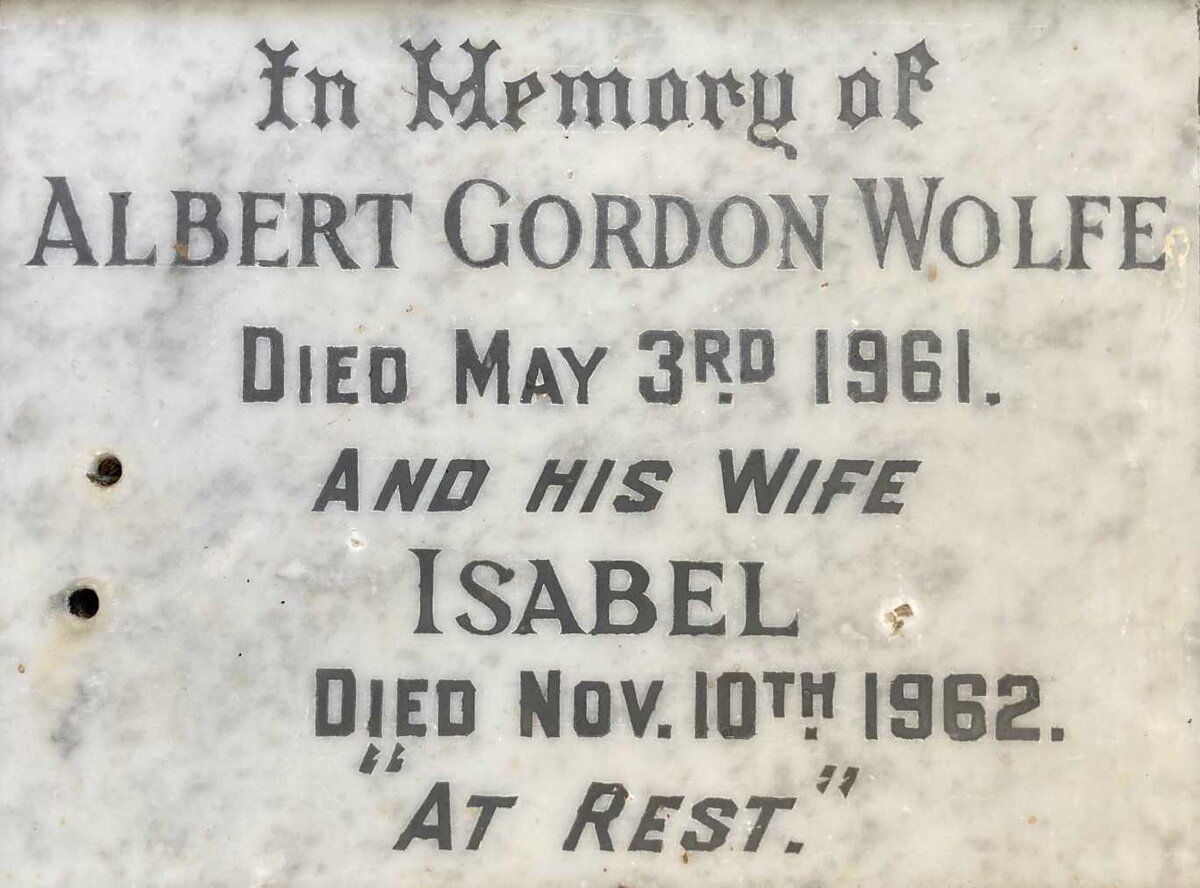 In Memory of
ALBERT GORDON WOLFE
DIED MAY 3RD 1961.
AND HIS WIFE
ISABEL
DIED NOV. 10TH 1962.
"AT REST."